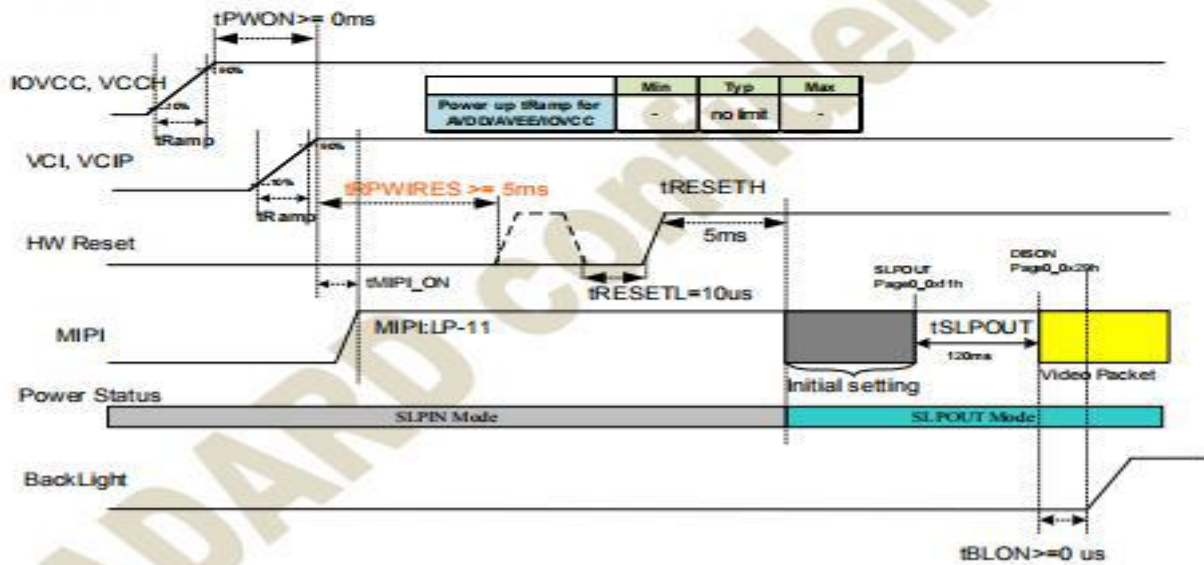 tPWON>= 0ms
IOVCC, VCCH
90%
10%
tRamp
Min Typ Max
Power up tRamp for AVDD/AVEE/IOVCC - no limit -
VCI, VCIP
90%
10%
tRamp
tRPWIRES >= 5ms
tRESETH
5ms
HW Reset
tMIPI_ON
tRESETL=10us
SLPOUT
Page0_0x11h
DISON
Page0_0x29h
MIPI
MIPI:LP-11
tSLPOUT
120ms
Initial setting
Video Packet
Power Status
SLPIN Mode
SLPOUT Mode
BackLight
tBLON>=0 us
DARD confiden